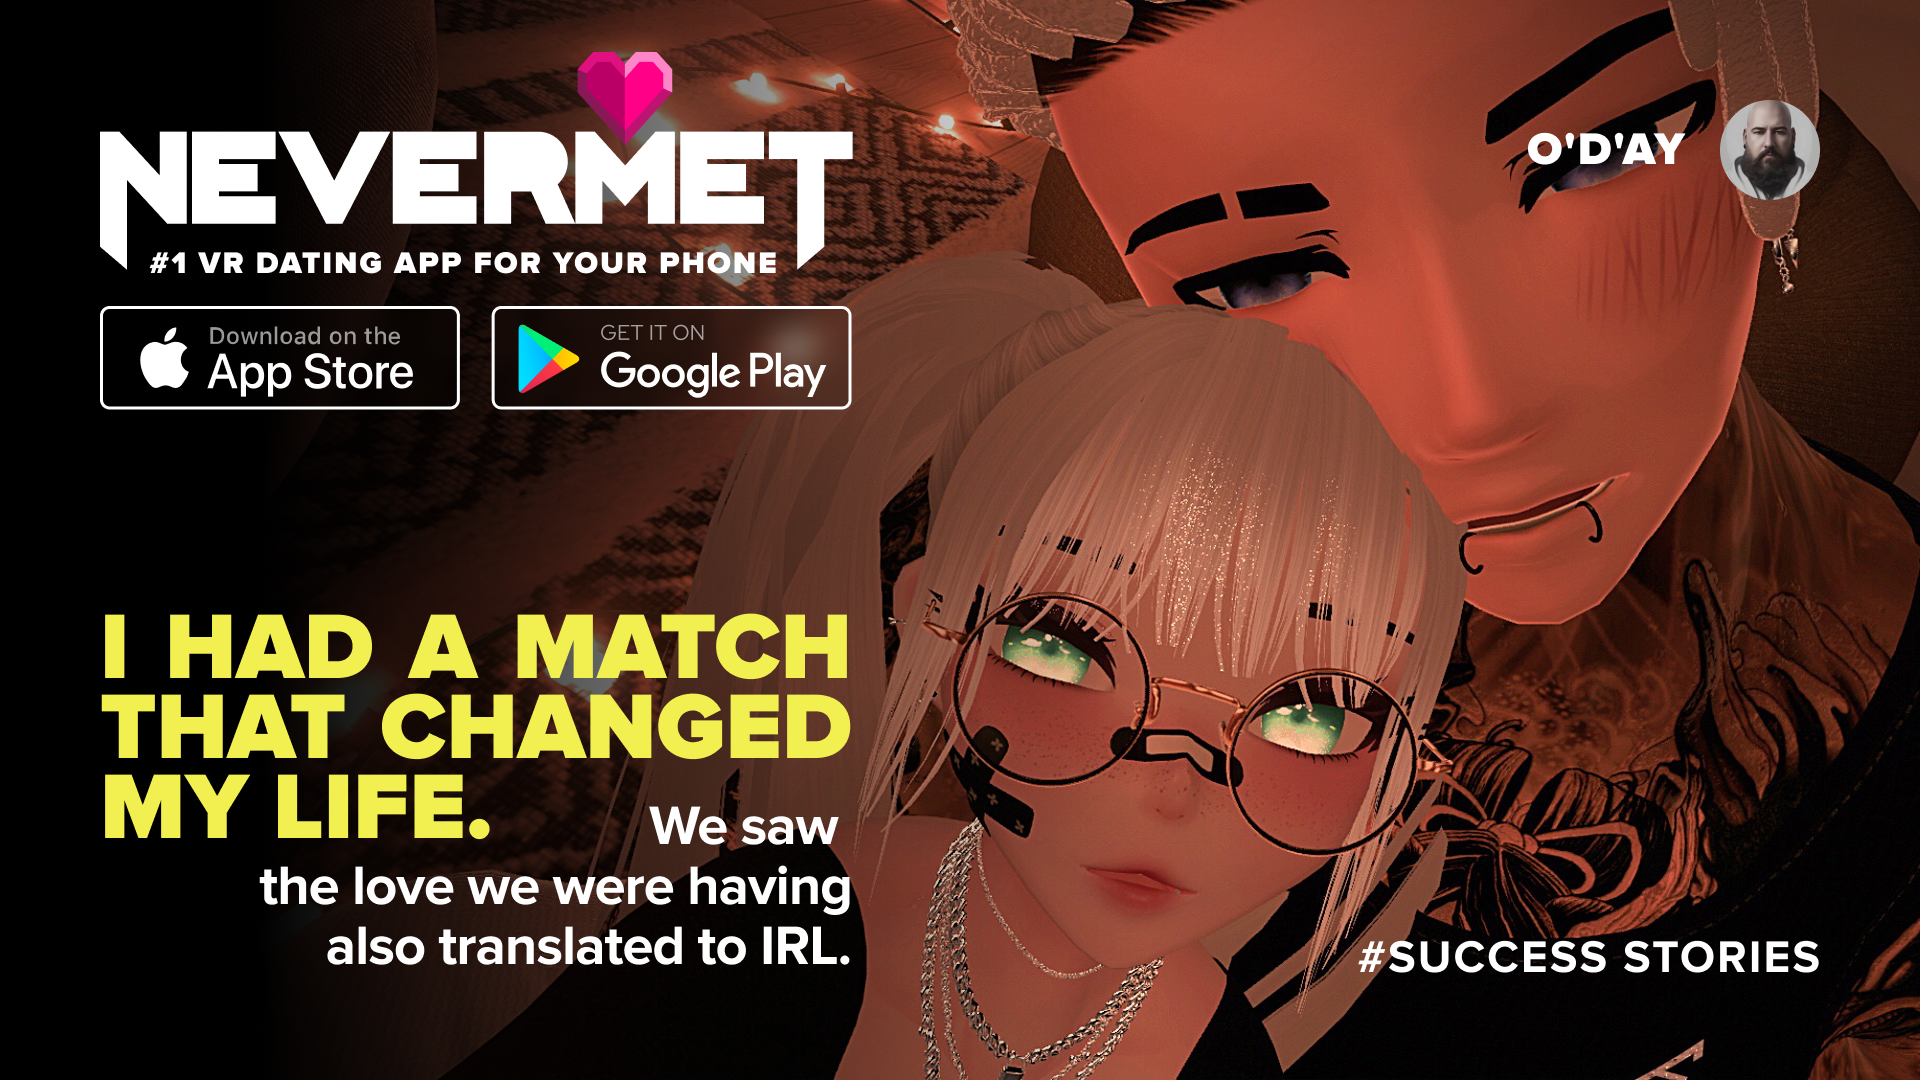 NEVERMET
#1 VR DATING APP FOR YOUR PHONE
Download on the
App Store
GET IT ON
Google Play
O'D'AY
I HAD A MATCH
THAT CHANGED
MY LIFE.
We saw
the love we were having
also translated to IRL.
#SUCCESS STORIES